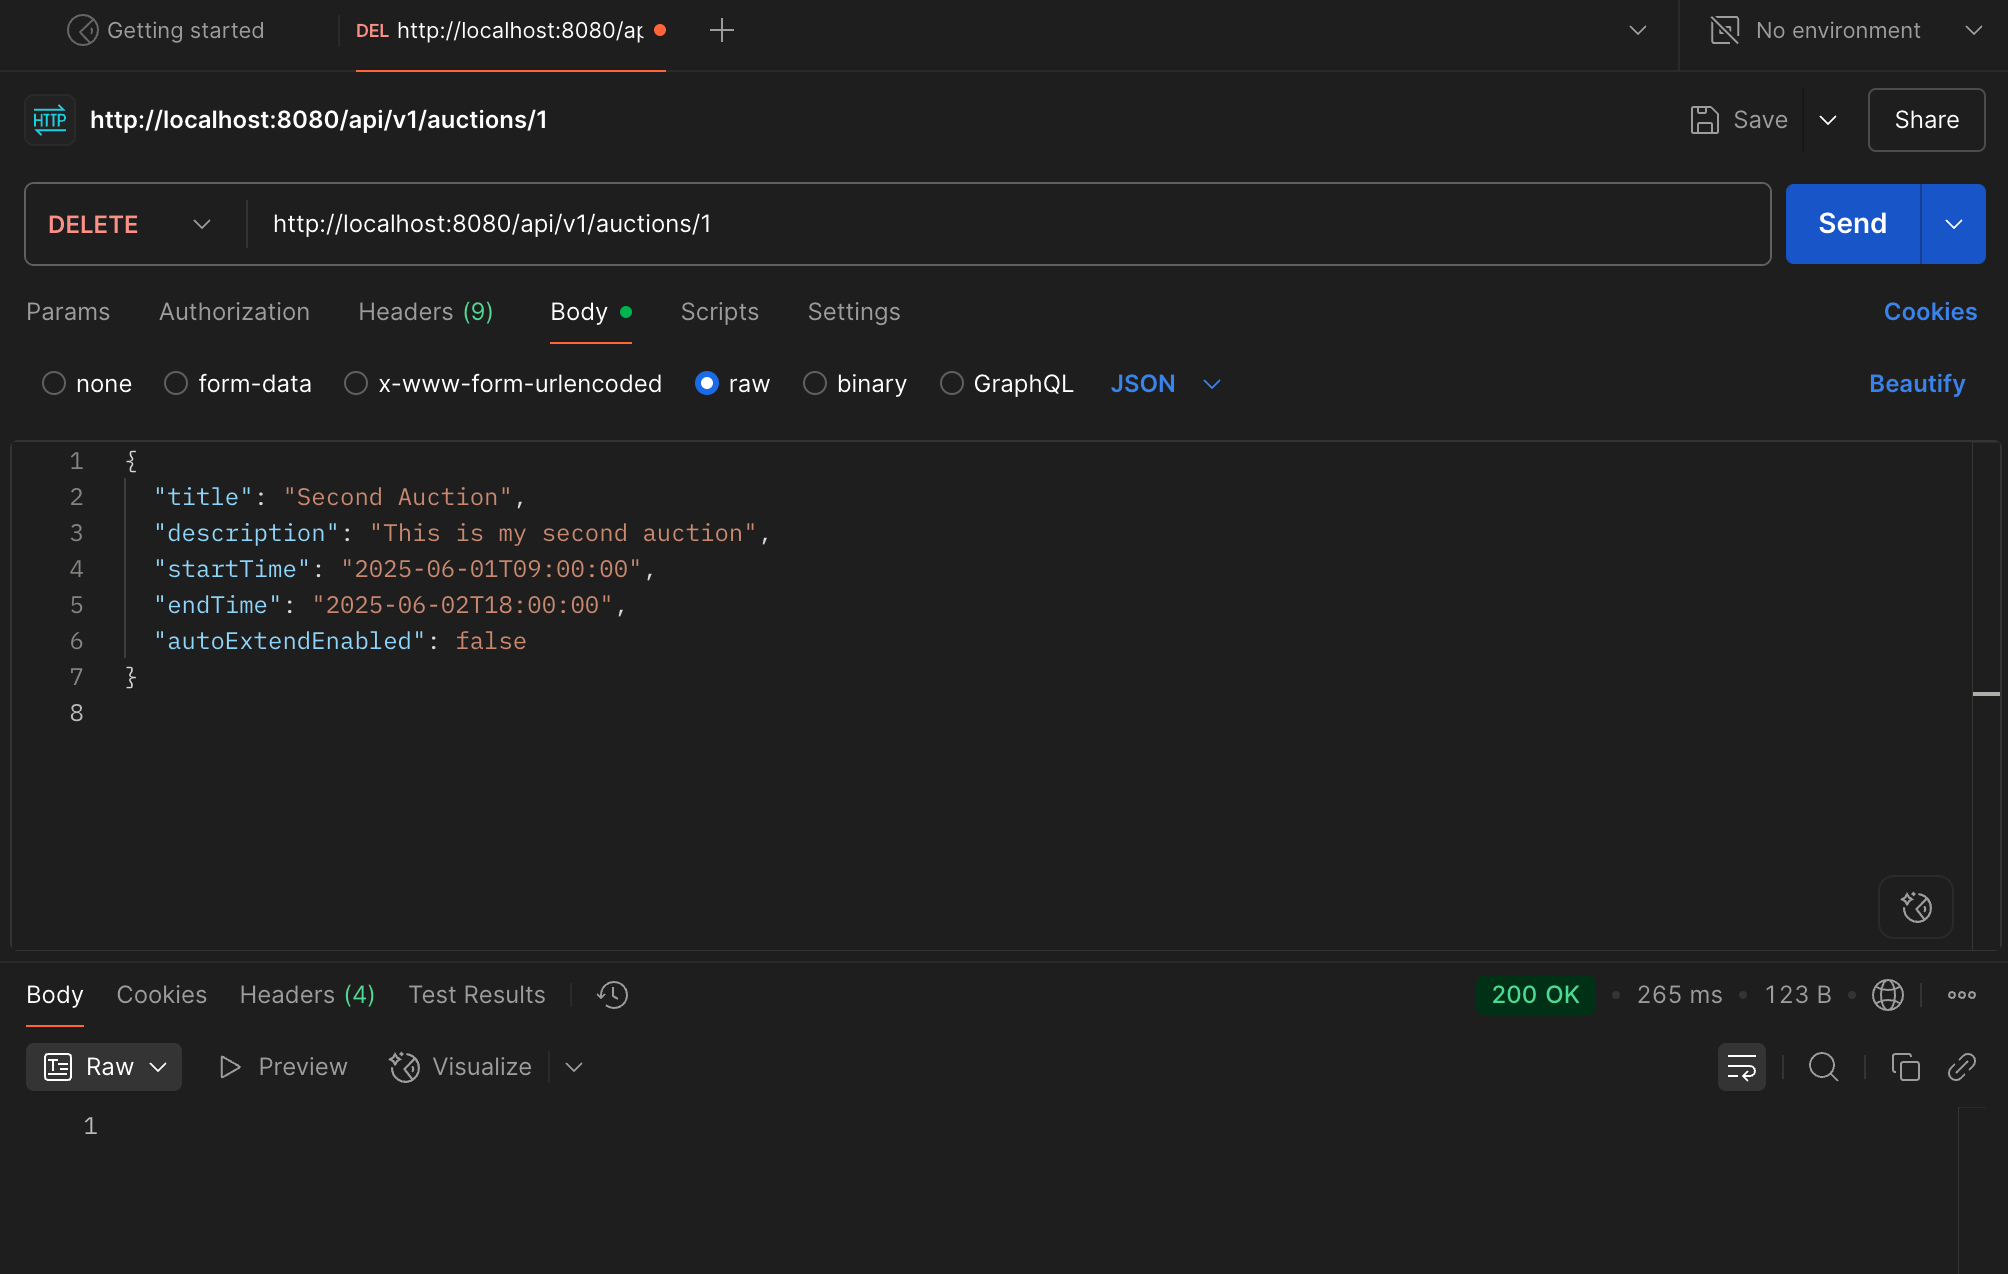 Getting started
DEL http://localhost:8080/ap
No environment
HTTP
http://localhost:8080/api/v1/auctions/1
Save
Share
DELETE
http://localhost:8080/api/v1/auctions/1
Send
Params
Authorization
Headers (9)
Body
Scripts
Settings
Cookies
none
form-data
x-www-form-urlencoded
raw
binary
GraphQL
JSON
Beautify
1 {
2 "title": "Second Auction",
3 "description": "This is my second auction",
4 "startTime": "2025-06-01T09:00:00",
5 "endTime": "2025-06-02T18:00:00",
6 "autoExtendEnabled": false
7 }
8
Body
Cookies
Headers (4)
Test Results
200 OK
265 ms
123 B
Raw
Preview
Visualize
1